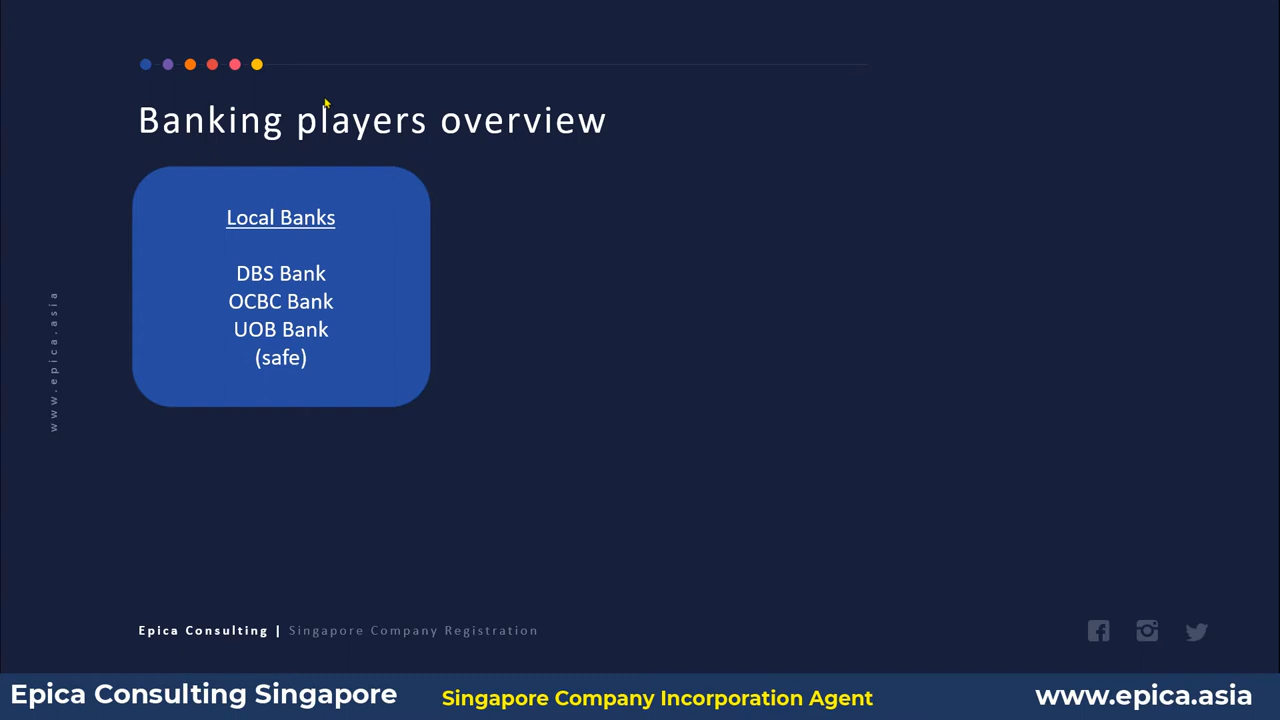 Banking players overview
Local Banks
DBS Bank
OCBC Bank
UOB Bank
(safe)
www.epica.asia
Epica Consulting | Singapore Company Registration
Epica Consulting Singapore
Singapore Company Incorporation Agent
www.epica.asia